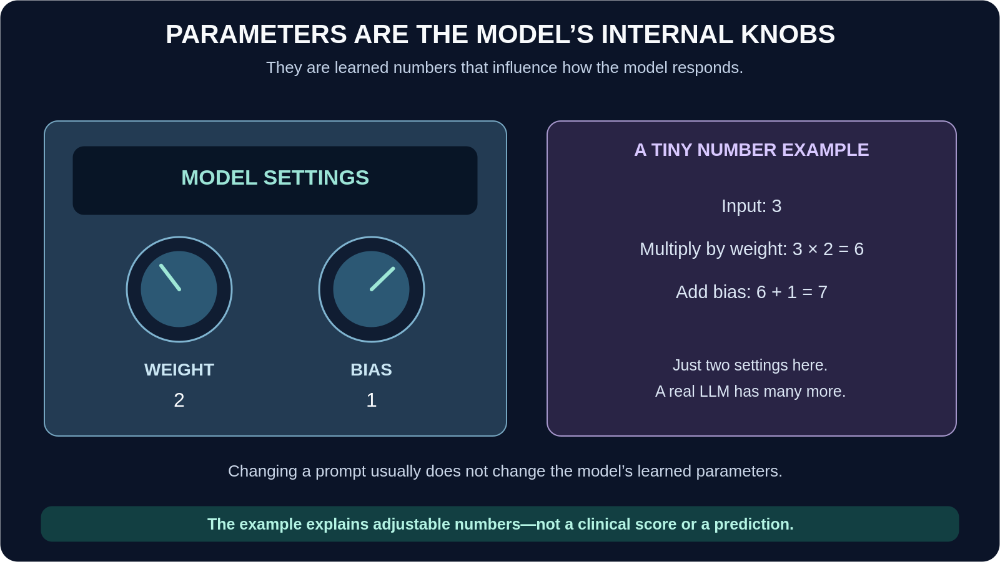 PARAMETERS ARE THE MODEL’S INTERNAL KNOBS
They are learned numbers that influence how the model responds.
MODEL SETTINGS
WEIGHT
2
BIAS
1
A TINY NUMBER EXAMPLE
Input: 3
Multiply by weight: 3 × 2 = 6
Add bias: 6 + 1 = 7
Just two settings here.
A real LLM has many more.
Changing a prompt usually does not change the model’s learned parameters.
The example explains adjustable numbers—not a clinical score or a prediction.